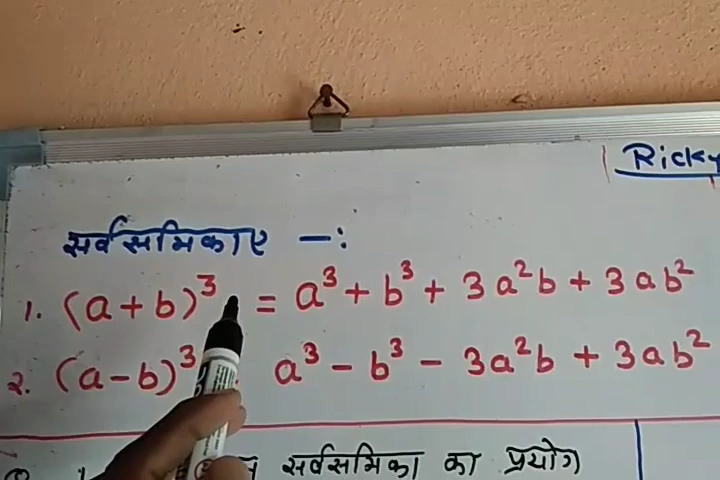 Ricky
सर्वसमिकाए -:
1. (a+b)³ = a³ + b³ + 3a²b + 3ab²
2. (a-b)³ a³ - b³ - 3a²b + 3ab²
सर्वसमिका का प्रयोग